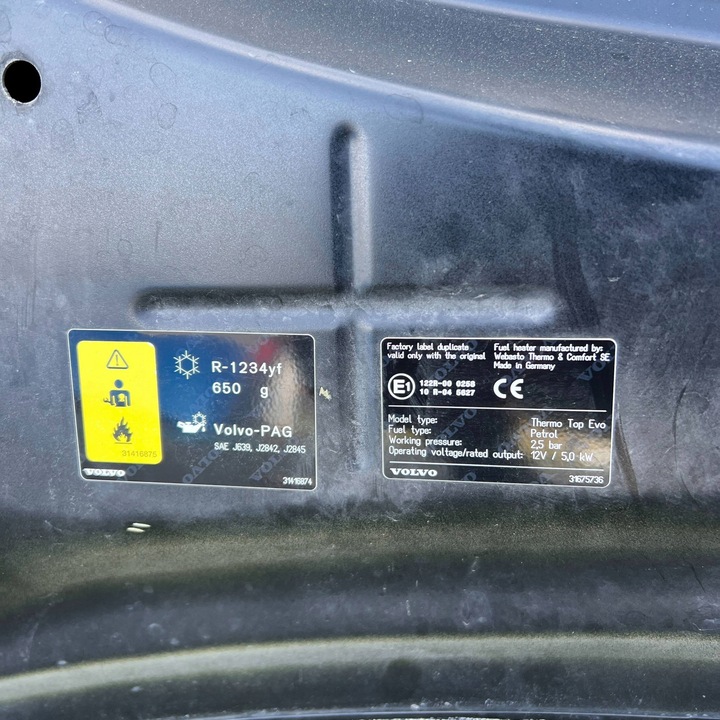 R-1234yf
650 g
Volvo-PAG
SAE J639, J2842, J2845
31416875
VOLVO
31416874
Factory label duplicate
valid only with the original
Fuel heater manufactured by:
Webasto Thermo & Comfort SE
Made in Germany
E1
122R-00 0258
10 R-04 5627
CE
Model type: Thermo Top Evo
Fuel type: Petrol
Working pressure: 2,5 bar
Operating voltage/rated output: 12V / 5,0 kW
VOLVO
31675736